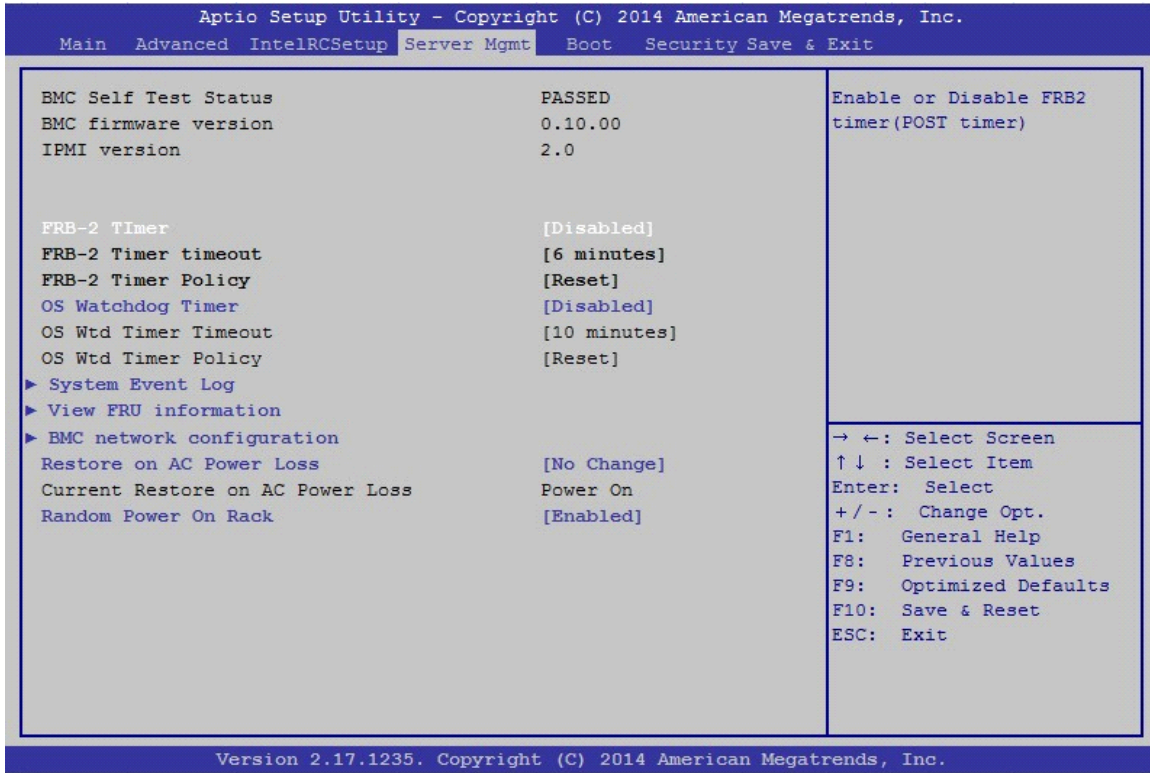 Aptio Setup Utility - Copyright (C) 2014 American Megatrends, Inc.
Main Advanced IntelRCSetup Server Mgmt Boot Security Save & Exit
BMC Self Test Status PASSED
BMC firmware version 0.10.00
IPMI version 2.0
FRB-2 TImer [Disabled]
FRB-2 Timer timeout [6 minutes]
FRB-2 Timer Policy [Reset]
OS Watchdog Timer [Disabled]
OS Wtd Timer Timeout [10 minutes]
OS Wtd Timer Policy [Reset]
► System Event Log
► View FRU information
► BMC network configuration
Restore on AC Power Loss [No Change]
Current Restore on AC Power Loss Power On
Random Power On Rack [Enabled]
Enable or Disable FRB2
timer(POST timer)
→ ←: Select Screen
↑↓ : Select Item
Enter: Select
+/-: Change Opt.
F1: General Help
F8: Previous Values
F9: Optimized Defaults
F10: Save & Reset
ESC: Exit
Version 2.17.1235. Copyright (C) 2014 American Megatrends, Inc.